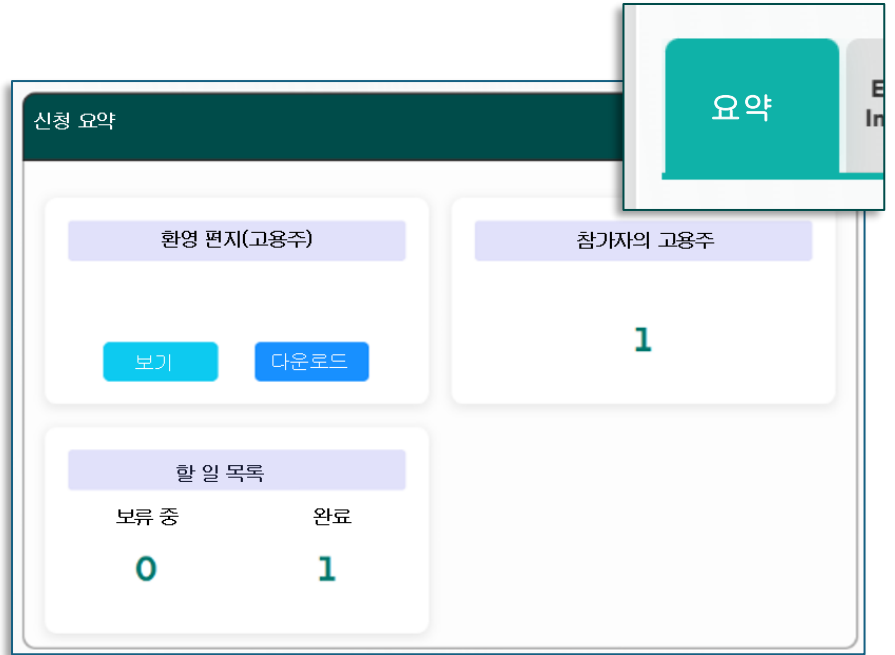 요약
E
In
신청 요약
환영 편지(고용주)
보기
다운로드
참가자의 고용주
1
할 일 목록
보류 중
완료
0
1